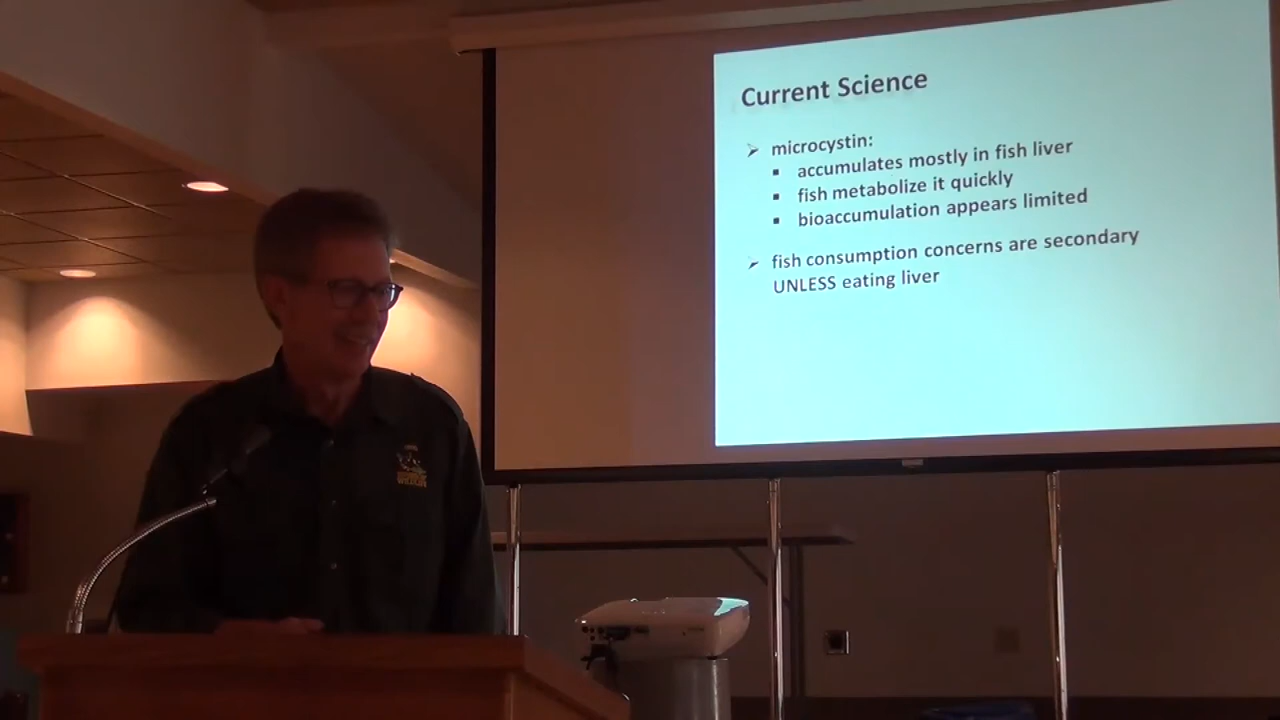 Current Science
➢ microcystin:
▪ accumulates mostly in fish liver
▪ fish metabolize it quickly
▪ bioaccumulation appears limited
➢ fish consumption concerns are secondary
UNLESS eating liver